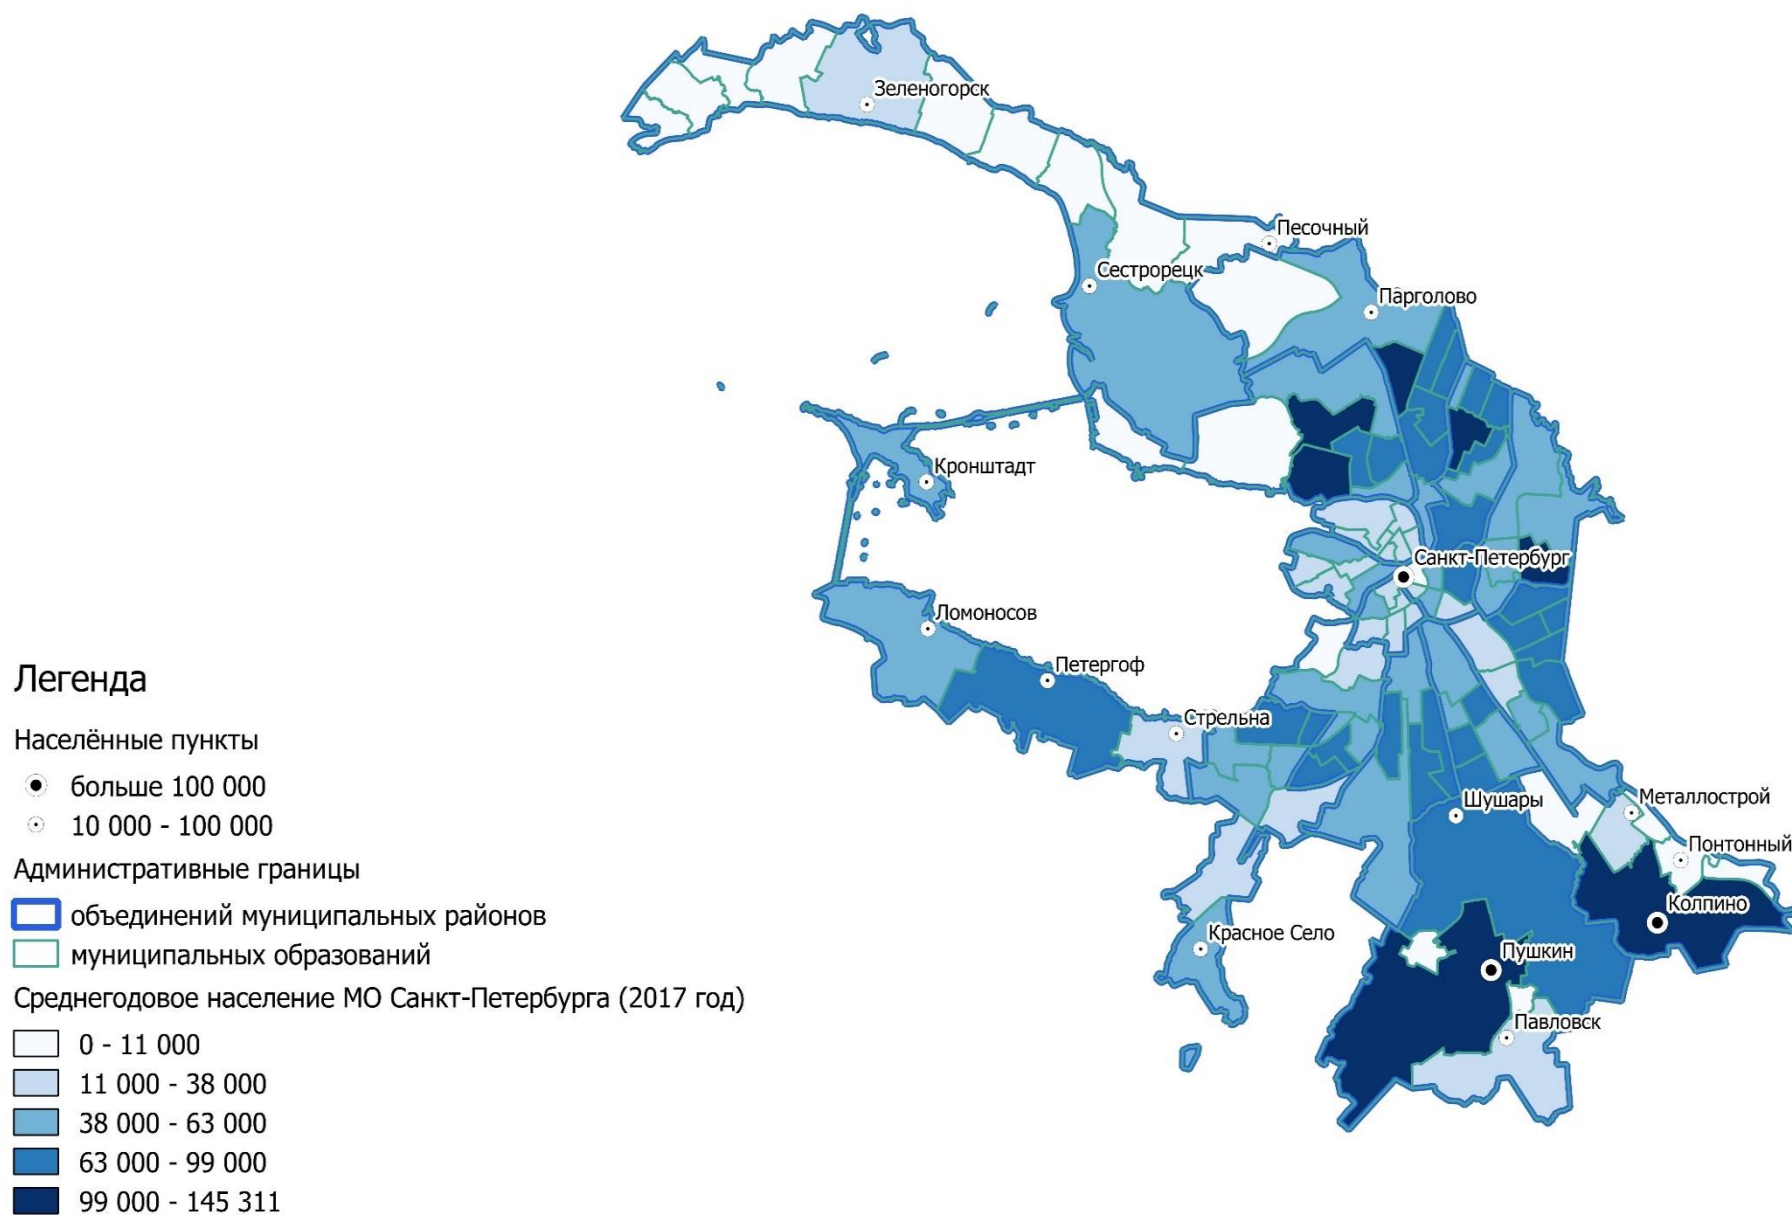 Зеленогорск
Песочный
Сестрорецк
Парголово
Кронштадт
Санкт-Петербург
Ломоносов
Петергоф
Стрельна
Шушары
Металлострой
Понтонный
Колпино
Красное Село
Пушкин
Павловск
Легенда
Населённые пункты
больше 100 000
10 000 - 100 000
Административные границы
объединений муниципальных районов
муниципальных образований
Среднегодовое население МО Санкт-Петербурга (2017 год)
0 - 11 000
11 000 - 38 000
38 000 - 63 000
63 000 - 99 000
99 000 - 145 311